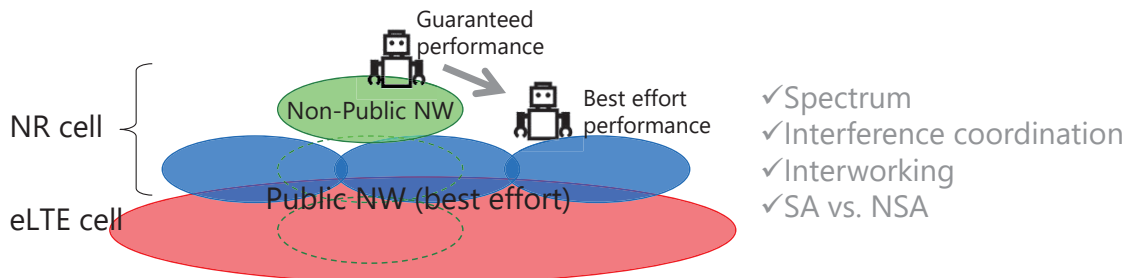 Guaranteed
performance
Non-Public NW
Best effort
performance
NR cell
Public NW (best effort)
eLTE cell
✓Spectrum
✓Interference coordination
✓Interworking
✓SA vs. NSA